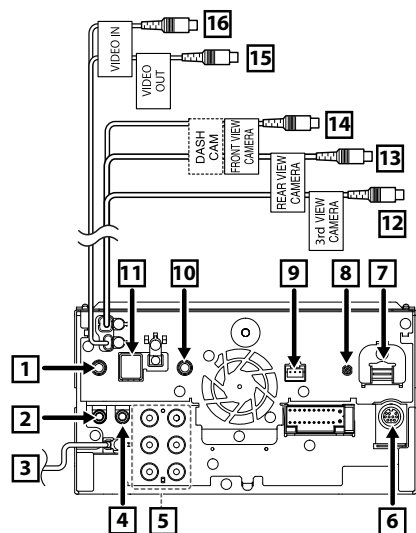 16
VIDEO IN
15
VIDEO
OUT
14
DASH
CAM
FRONT VIEW
CAMERA
13
REAR VIEW
CAMERA
12
3rd VIEW
CAMERA
11
10
9
8
7
1
2
3
4
5
6